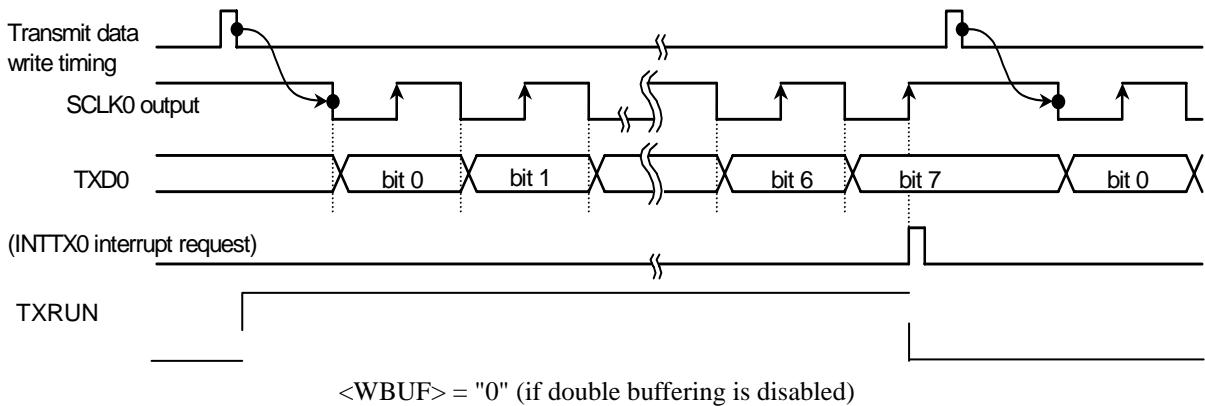 Transmit data
write timing
SCLK0 output
TXD0
bit 0
bit 1
bit 6
bit 7
bit 0
(INTTX0 interrupt request)
TXRUN
<WBUF> = "0" (if double buffering is disabled)